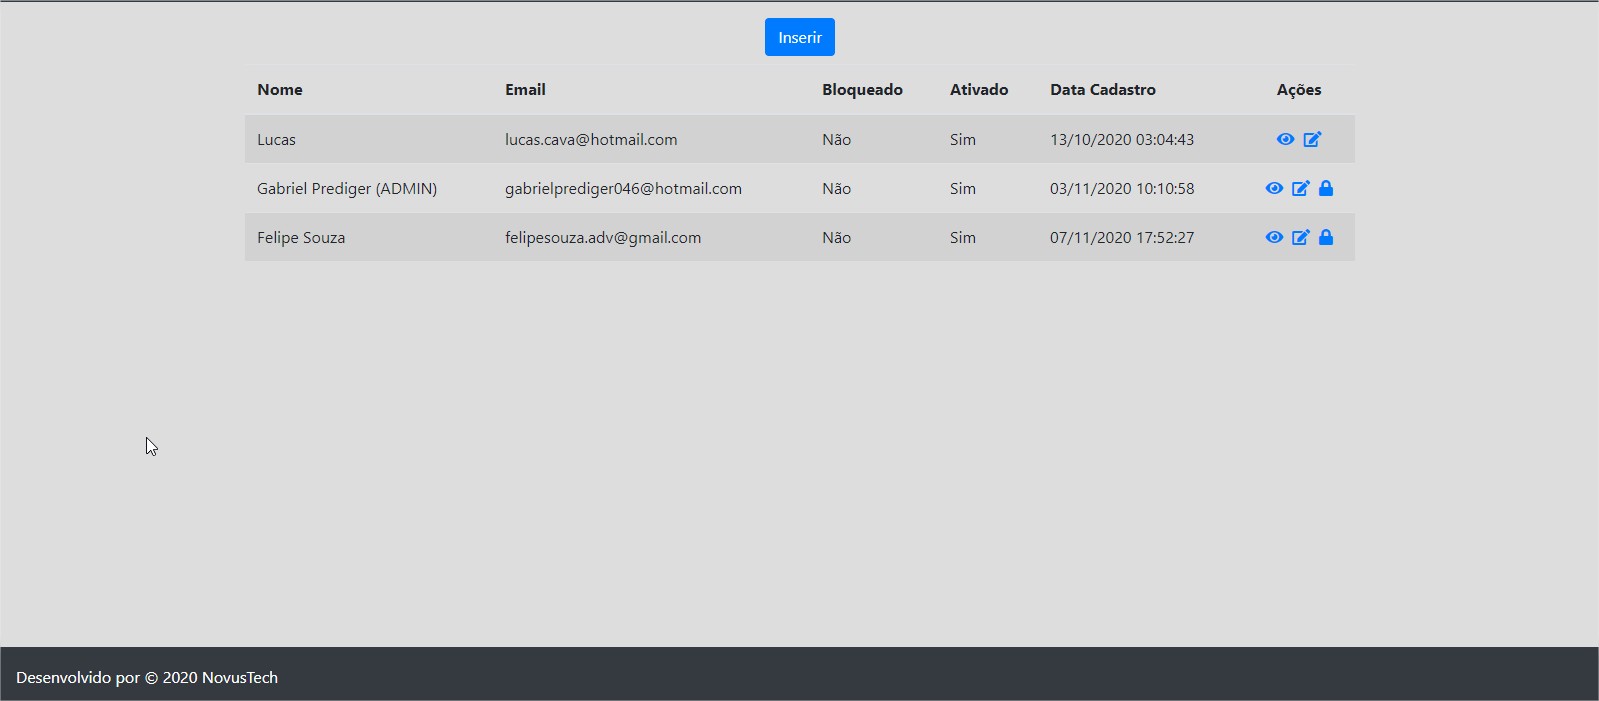 Inserir
Nome Email Bloqueado Ativado Data Cadastro Ações
Lucas lucas.cava@hotmail.com Não Sim 13/10/2020 03:04:43
Gabriel Prediger (ADMIN) gabrielprediger046@hotmail.com Não Sim 03/11/2020 10:10:58
Felipe Souza felipesouza.adv@gmail.com Não Sim 07/11/2020 17:52:27
Desenvolvido por © 2020 NovusTech